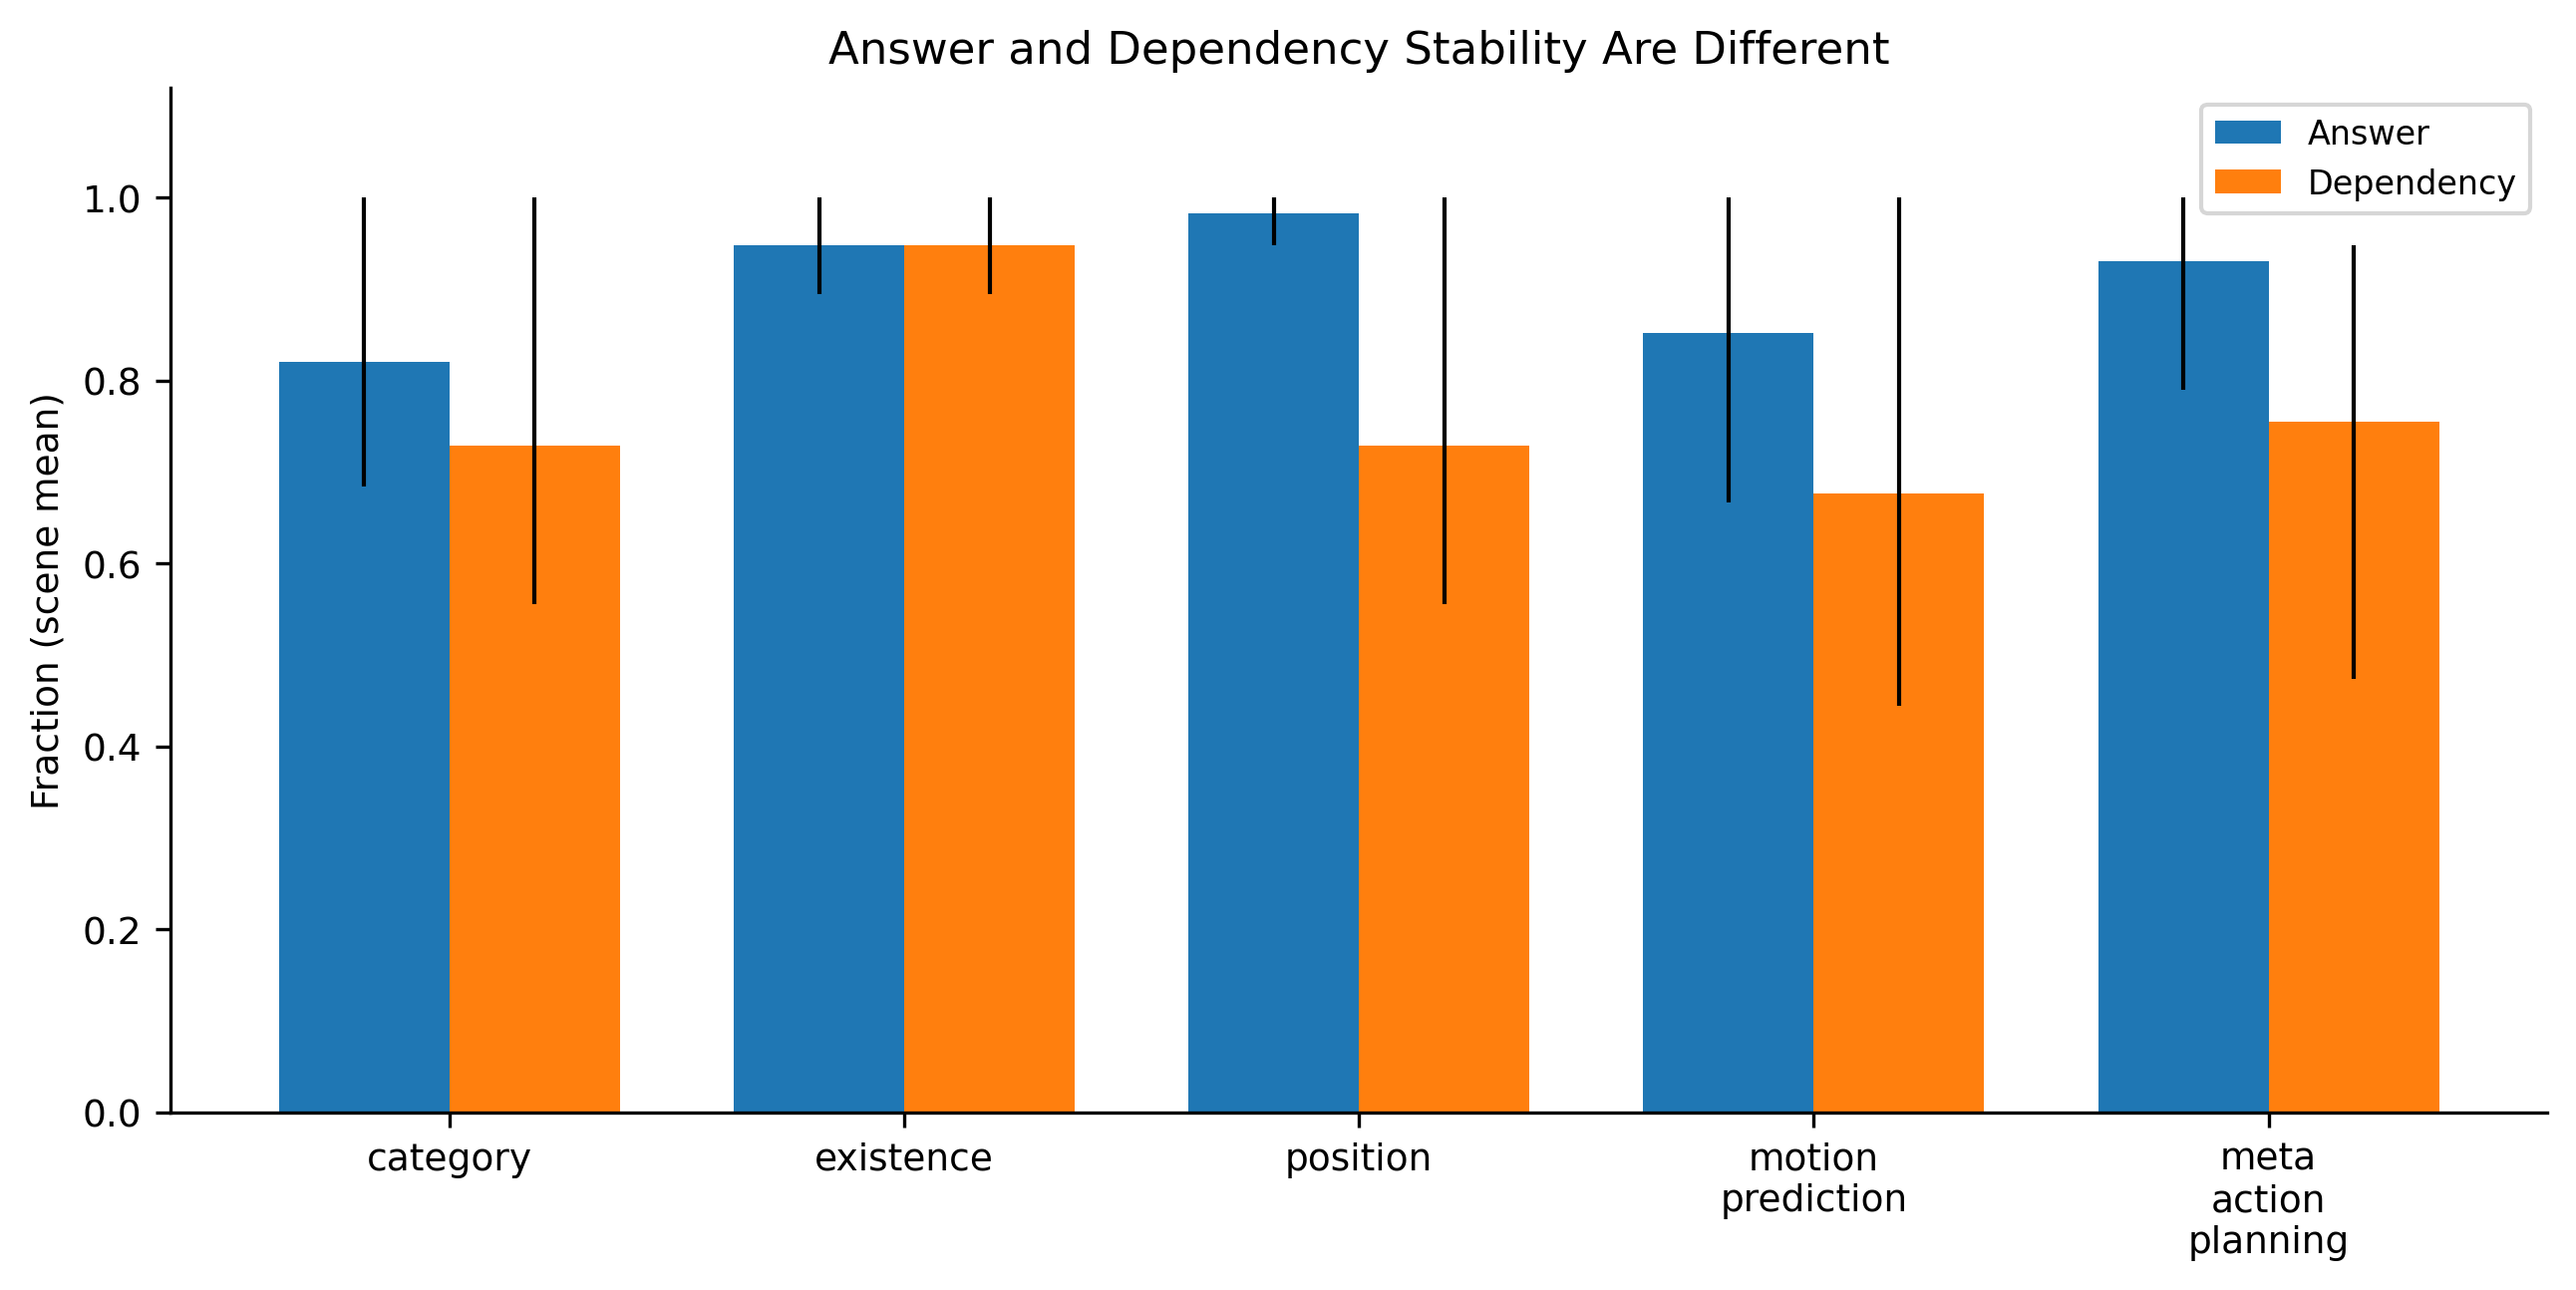 Answer and Dependency Stability Are Different
Answer
Dependency
Fraction (scene mean)
1.0
0.8
0.6
0.4
0.2
0.0
category
existence
position
motion
prediction
meta
action
planning